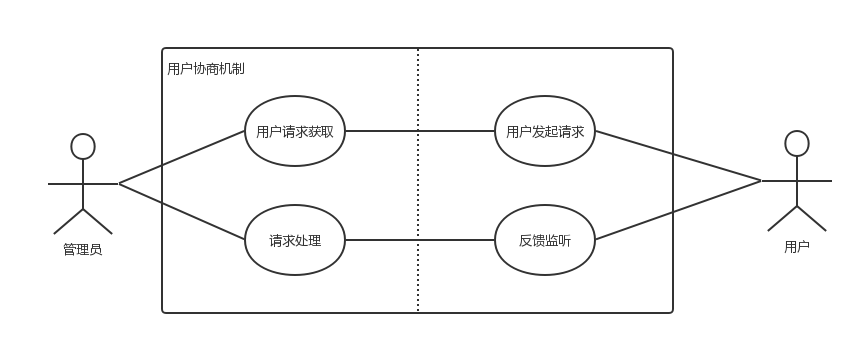 用户协商机制
用户请求获取
用户发起请求
请求处理
反馈监听
管理员
用户